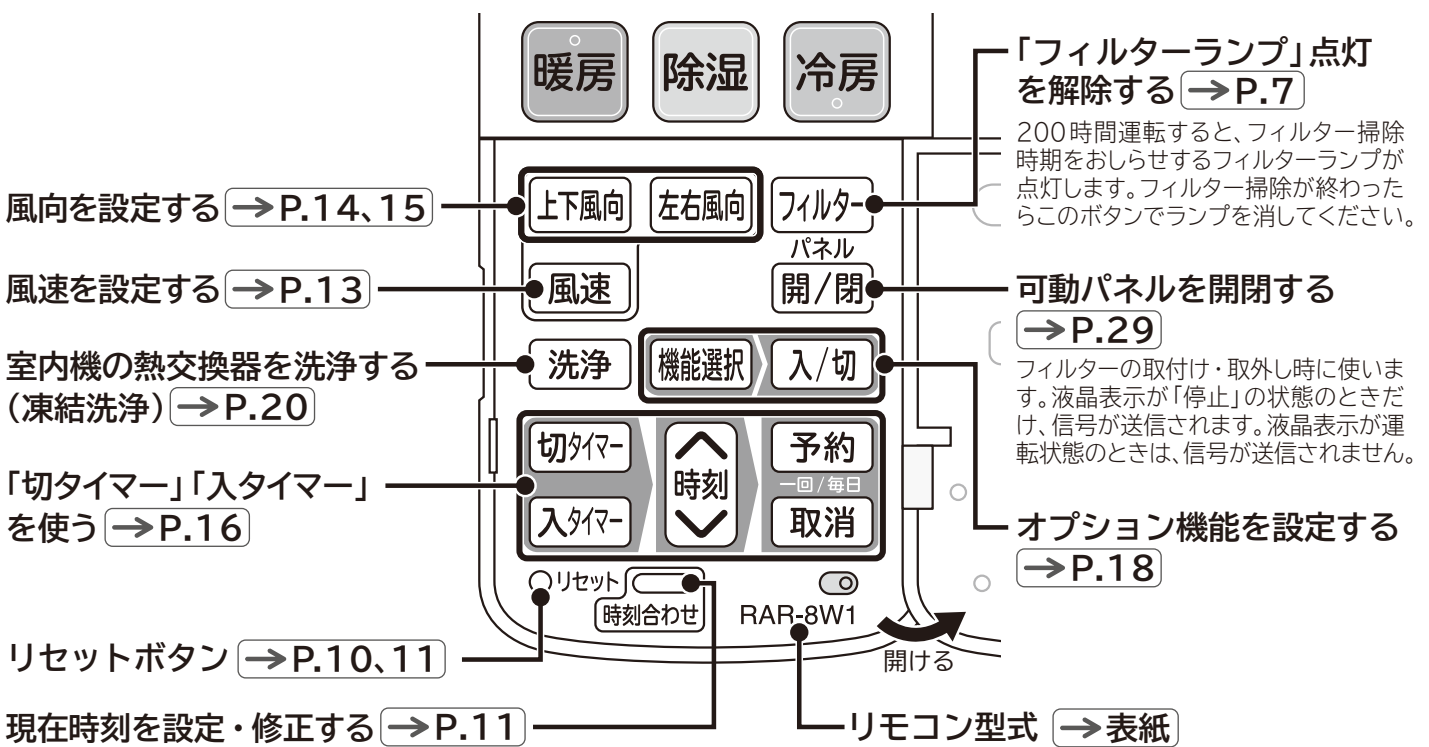 暖房 除湿 冷房
「フィルターランプ」点灯
を解除する →P.7
200時間運転すると、フィルター掃除
時期をおしらせするフィルターランプが
点灯します。フィルター掃除が終わった
らこのボタンでランプを消してください。
風向を設定する →P.14、15
上下風向 左右風向 フィルター
パネル
風速を設定する →P.13
風速 開/閉
可動パネルを開閉する
→P.29
フィルターの取付け・取外し時に使いま
す。液晶表示が「停止」の状態のときだ
け、信号が送信されます。液晶表示が運
転状態のときは、信号が送信されません。
室内機の熱交換器を洗浄する
(凍結洗浄) →P.20
洗浄 機能選択 入/切
「切タイマー」「入タイマー」
を使う →P.16
切タイマー 時刻 予約
一回/毎日
入タイマー 取消
オプション機能を設定する
→P.18
リセット
時刻合わせ RAR-8W1
開ける
リセットボタン →P.10、11
現在時刻を設定・修正する →P.11
リモコン型式 →表紙